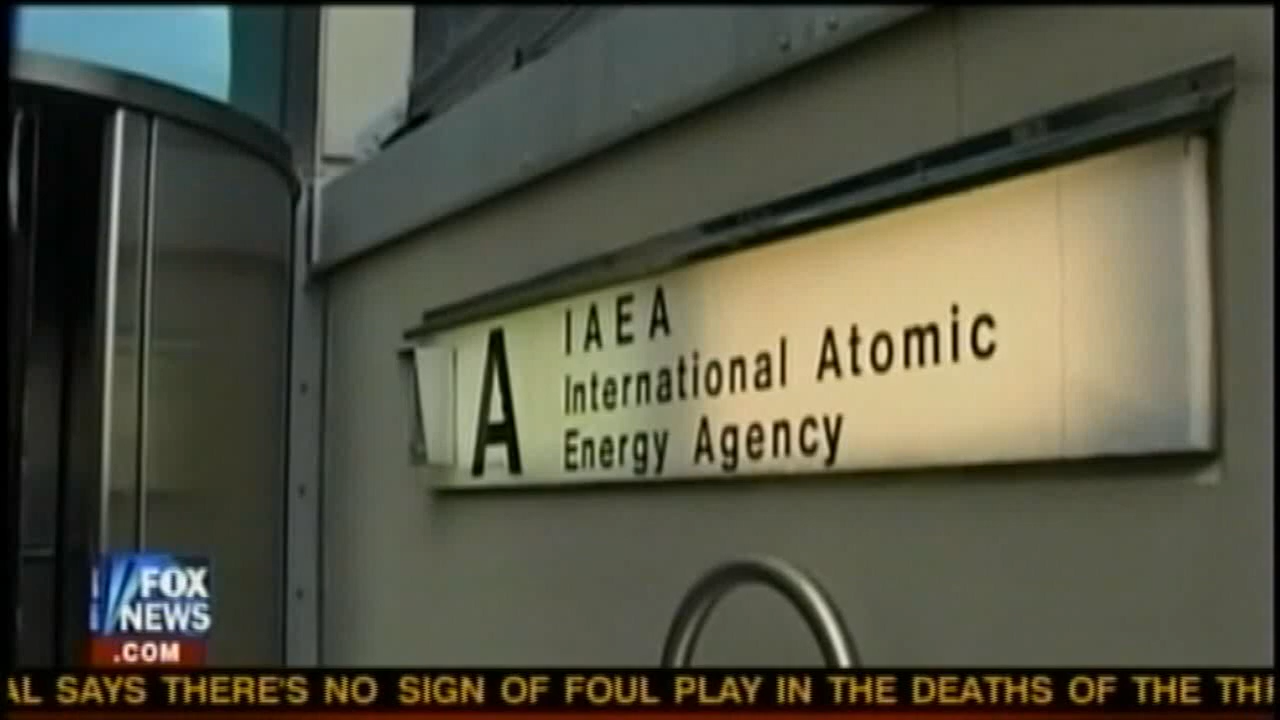 A
IAEA
International Atomic
Energy Agency
FOX
NEWS
.COM
SAYS THERE'S NO SIGN OF FOUL PLAY IN THE DEATHS OF THE